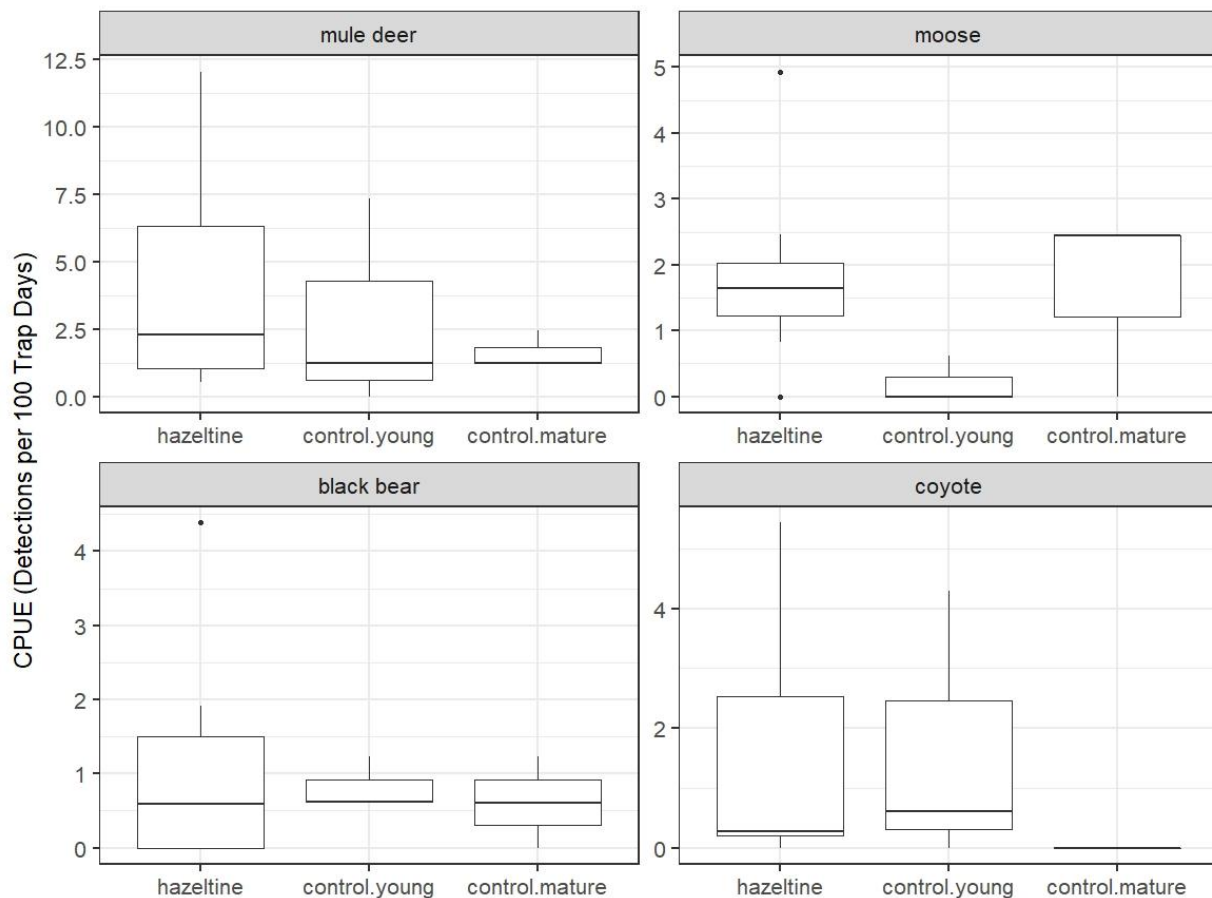 mule deer
moose
12.5
10.0
7.5
5.0
2.5
0.0
5
4
3
2
1
0
hazeltine control.young control.mature
hazeltine control.young control.mature
CPUE (Detections per 100 Trap Days)
black bear
coyote
4
3
2
1
0
4
2
0
hazeltine control.young control.mature
hazeltine control.young control.mature